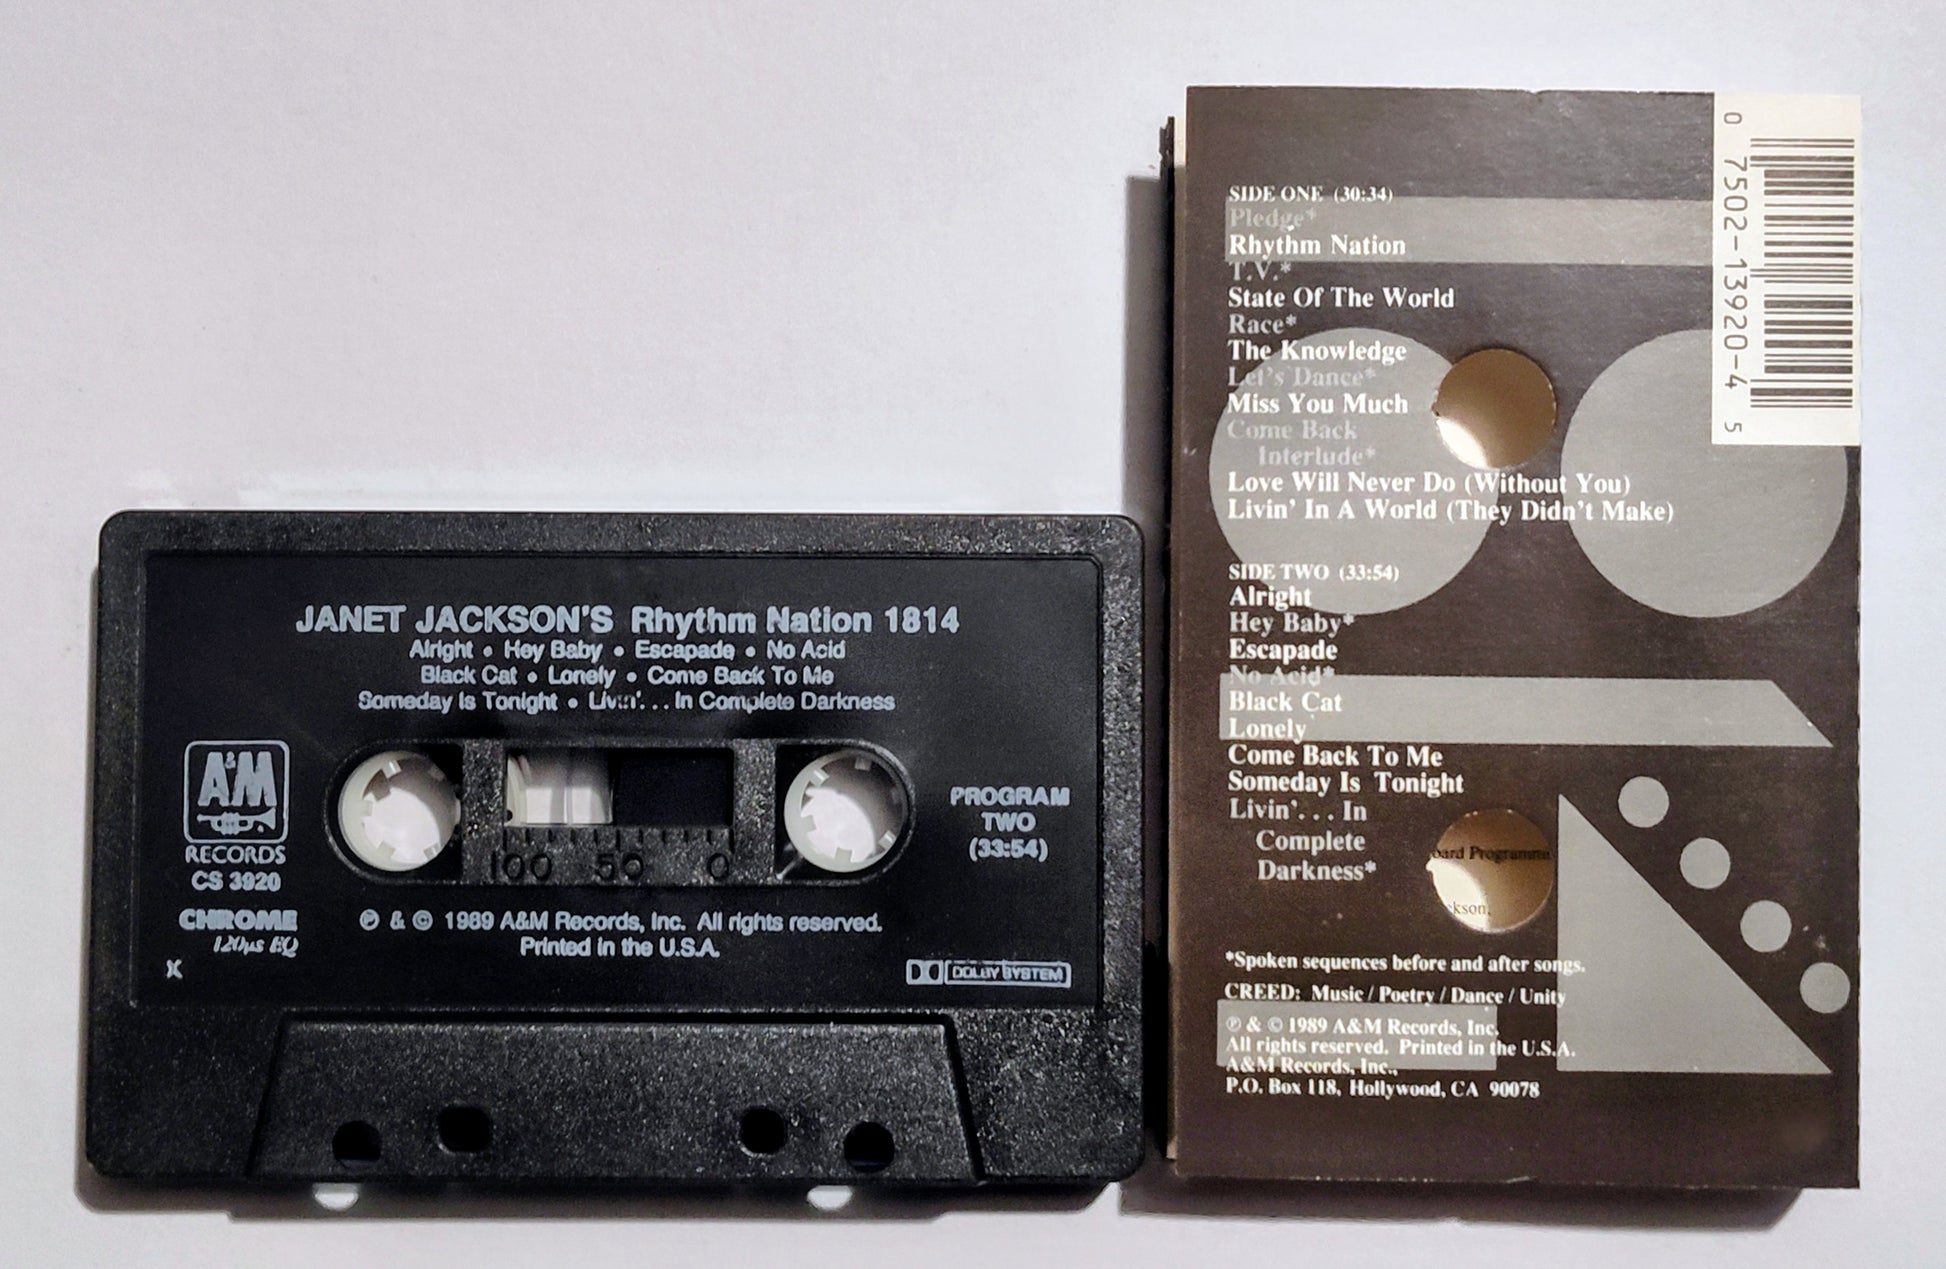 JANET JACKSON'S Rhythm Nation 1814
Alright • Hey Baby • Escapade • No Acid
Black Cat • Lonely • Come Back To Me
Someday Is Tonight • Livin'... In Complete Darkness
A&M
RECORDS
CS 3920
CHROME
120µs EQ
X
100 50 0
PROGRAM
TWO
(33:54)
℗ & © 1989 A&M Records, Inc. All rights reserved.
Printed in the U.S.A.
DOLBY SYSTEM
SIDE ONE (30:34)
Pledge*
Rhythm Nation
T.V.*
State Of The World
Race*
The Knowledge
Let's Dance*
Miss You Much
Come Back
Interlude*
Love Will Never Do (Without You)
Livin' In A World (They Didn't Make)
SIDE TWO (33:54)
Alright
Hey Baby*
Escapade
No Acid*
Black Cat
Lonely
Come Back To Me
Someday Is Tonight
Livin'... In
Complete
Darkness*
*Spoken sequences before and after songs.
CREED: Music / Poetry / Dance / Unity
℗ & © 1989 A&M Records, Inc.
All rights reserved. Printed in the U.S.A.
A&M Records, Inc.,
P.O. Box 118, Hollywood, CA 90078
0 7502-13920-4 5